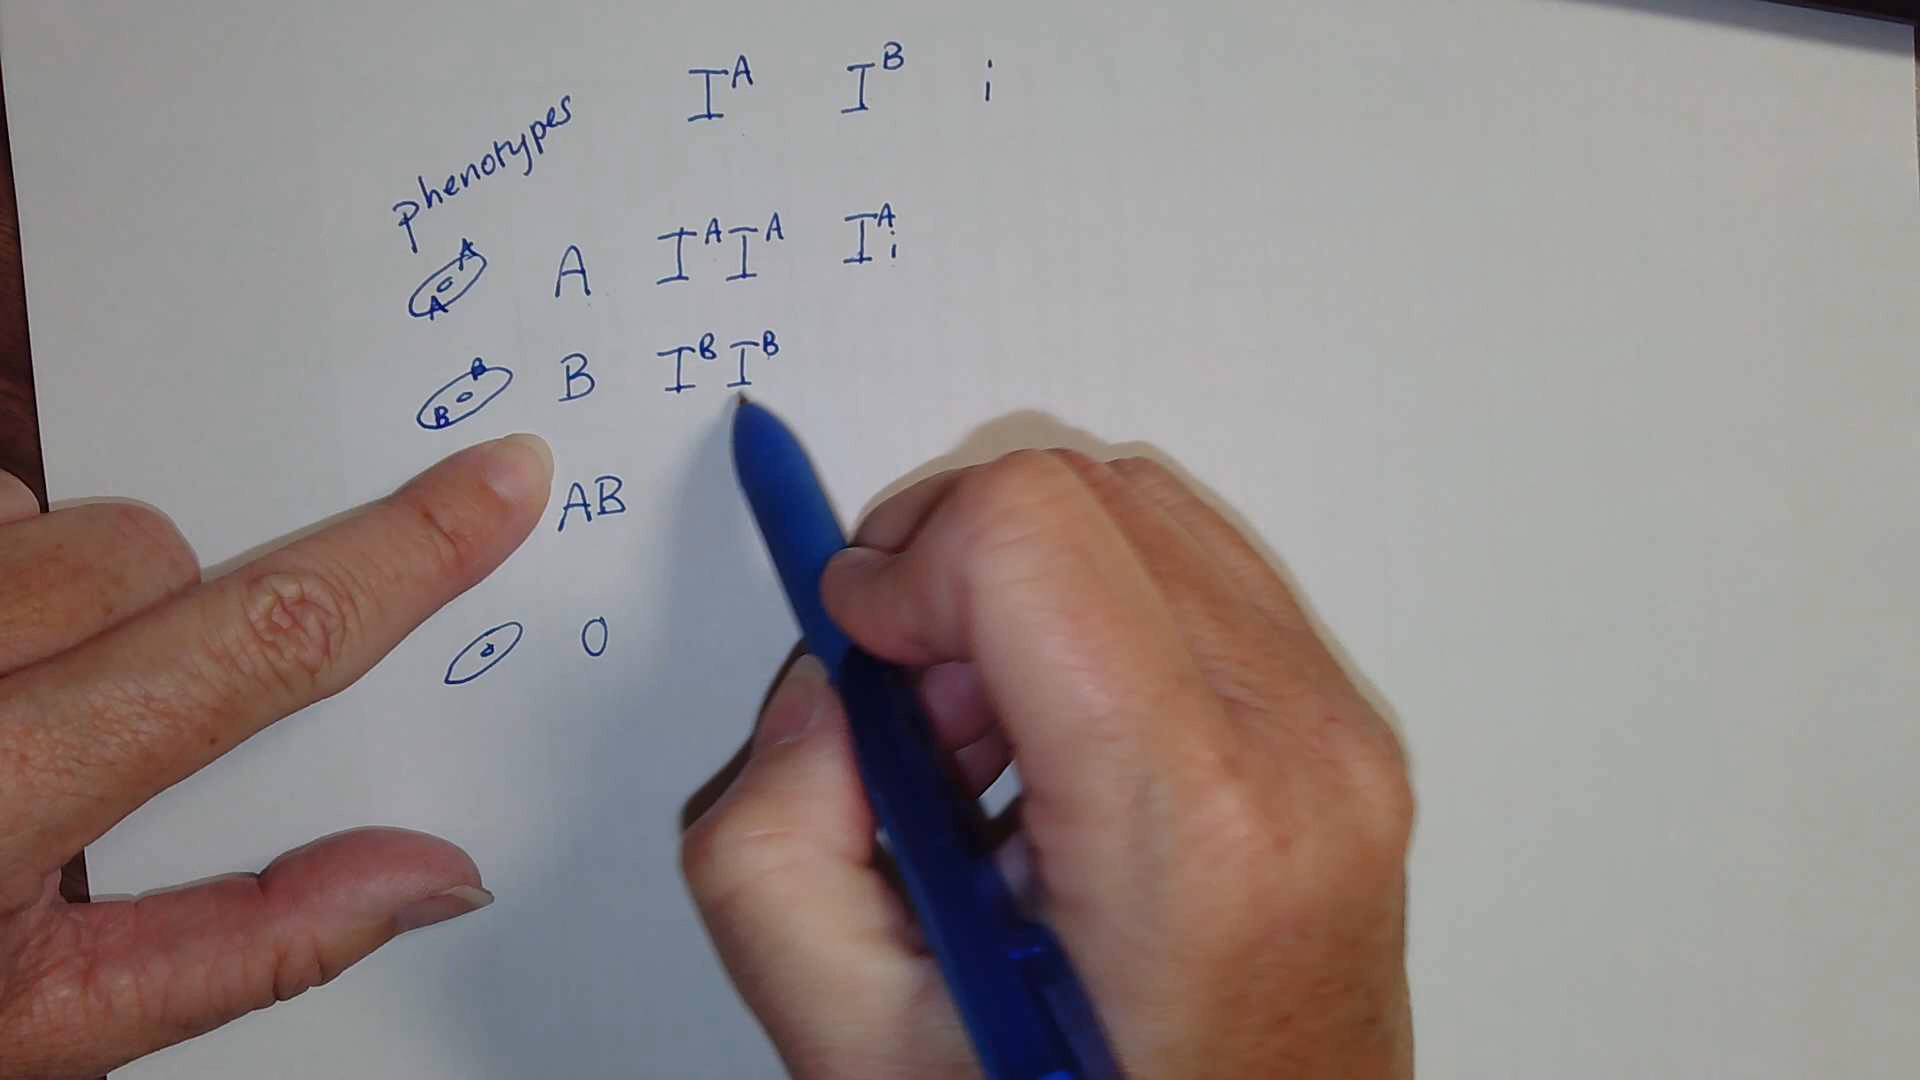 I^A I^B i
phenotypes
A A A I^A I^A I^A i
B B B I^B I^B
AB
O